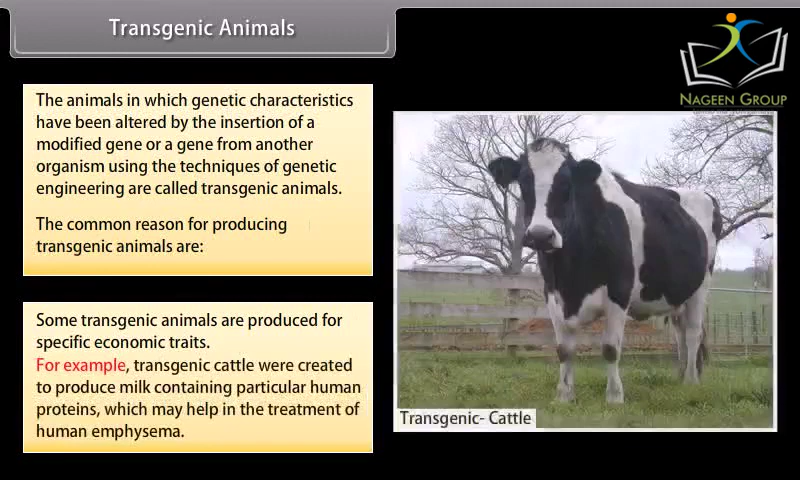 Transgenic Animals
NAGEEN GROUP
The animals in which genetic characteristics
have been altered by the insertion of a
modified gene or a gene from another
organism using the techniques of genetic
engineering are called transgenic animals.
The common reason for producing
transgenic animals are:
Some transgenic animals are produced for
specific economic traits.
For example, transgenic cattle were created
to produce milk containing particular human
proteins, which may help in the treatment of
human emphysema.
Transgenic- Cattle